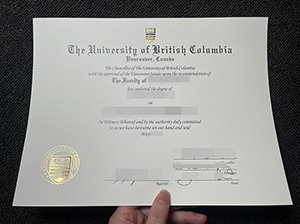 The University of British Columbia
Vancouver, Canada
The Chancellor of The University of British Columbia
with the approval of the Vancouver Senate upon the recommendation of
The Faculty of
has conferred the degree of
on
In Witness Whereof and by the authority duly committed
to us we have hereunto set our hand and seal
May
Registrar